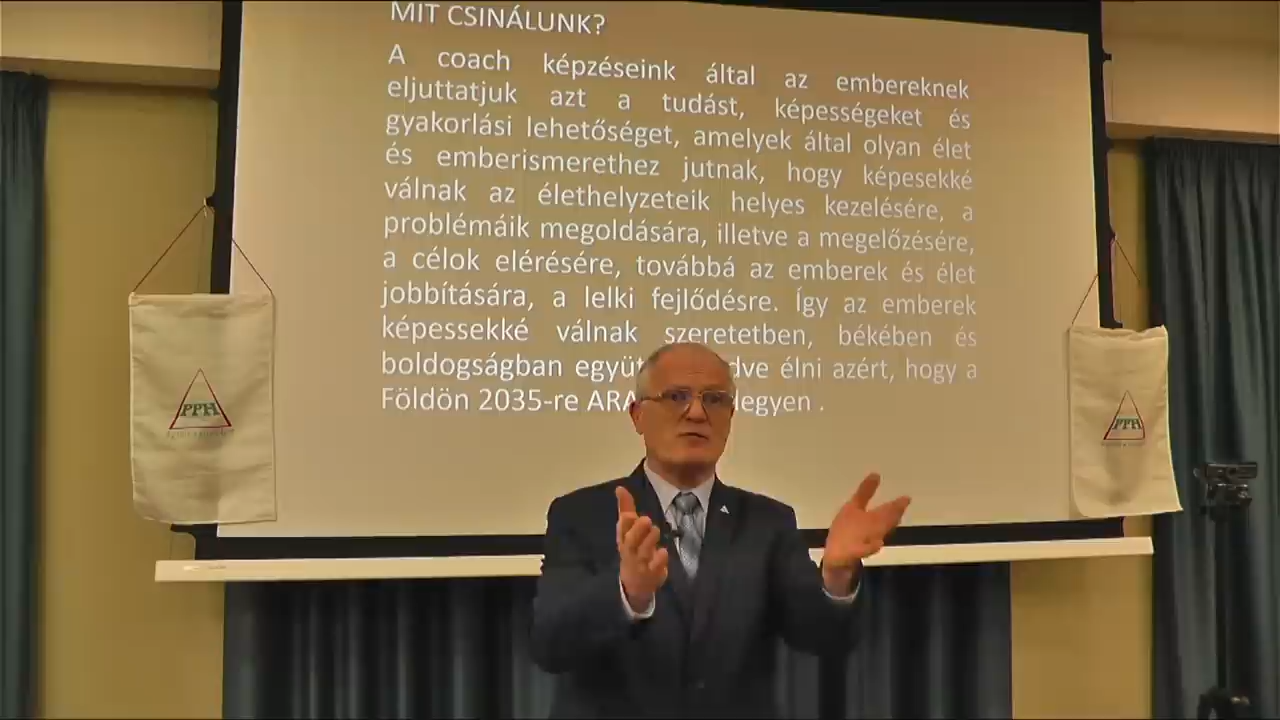 MIT CSINÁLUNK?
A coach képzéseink által az embereknek
eljuttatjuk azt a tudást, képességeket és
gyakorlási lehetőséget, amelyek által olyan élet
és emberismerethez jutnak, hogy képesekké
válnak az élethelyzeteik helyes kezelésére, a
problémáik megoldására, illetve a megelőzésére,
a célok elérésére, továbbá az emberek és élet
jobbítására, a lelki fejlődésre. Így az emberek
képessekké válnak szeretetben, békében és
boldogságban élni azért, hogy a
Földön 2035-re legyen .
PPH
PPH